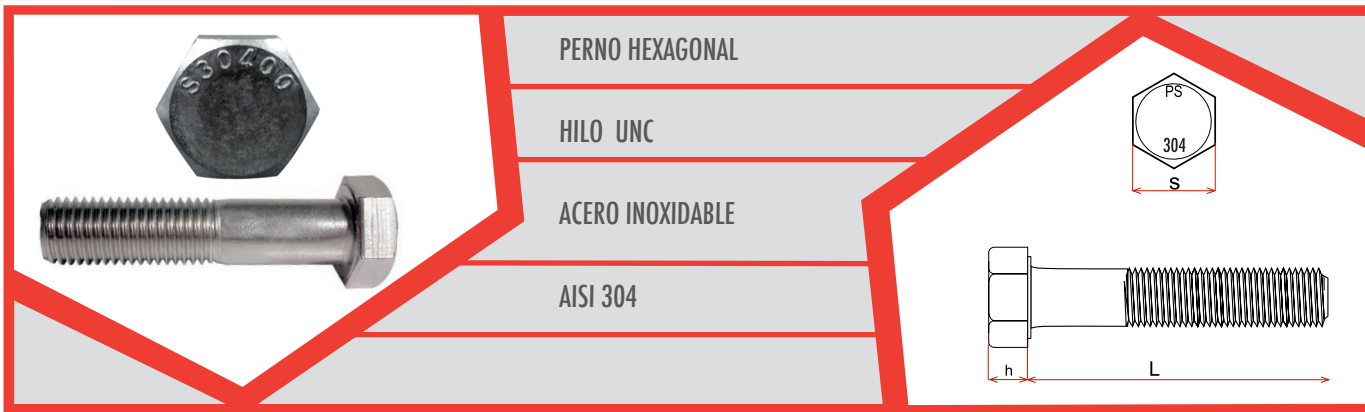 S30400
PERNO HEXAGONAL
HILO UNC
ACERO INOXIDABLE
AISI 304
PS
304
S
h
L